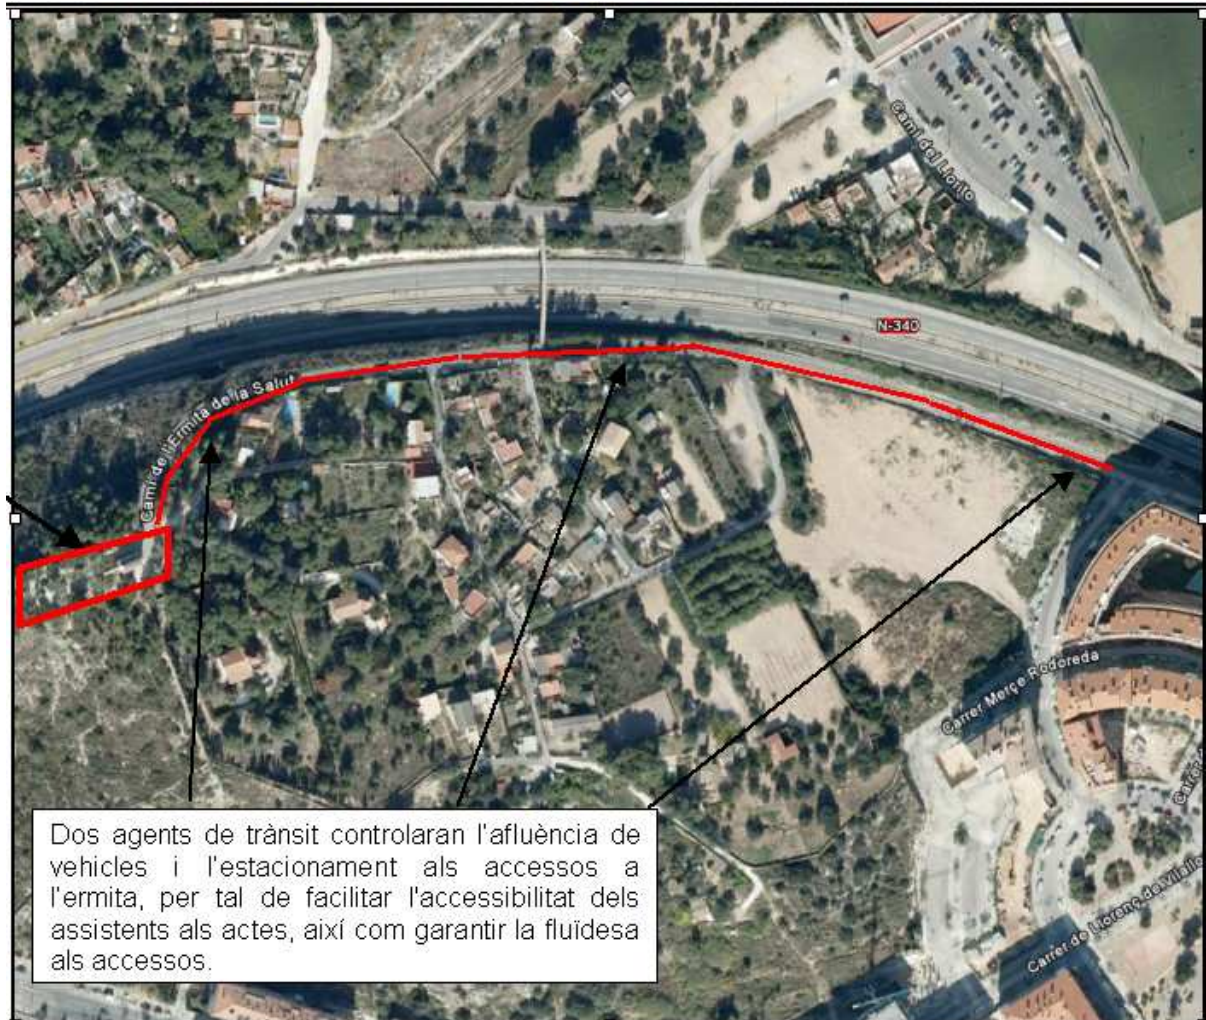 Camí del Llorito
N-340
Camí de l'Ermita de la Salut
Carrer Merçe Rodoreda
Carrer de Llorenç de Vilallo
Dos agents de trànsit controlaran l'afluència de
vehicles i l'estacionament als accessos a
l'ermita, per tal de facilitar l'accessibilitat dels
assistents als actes, així com garantir la fluïdesa
als accessos.